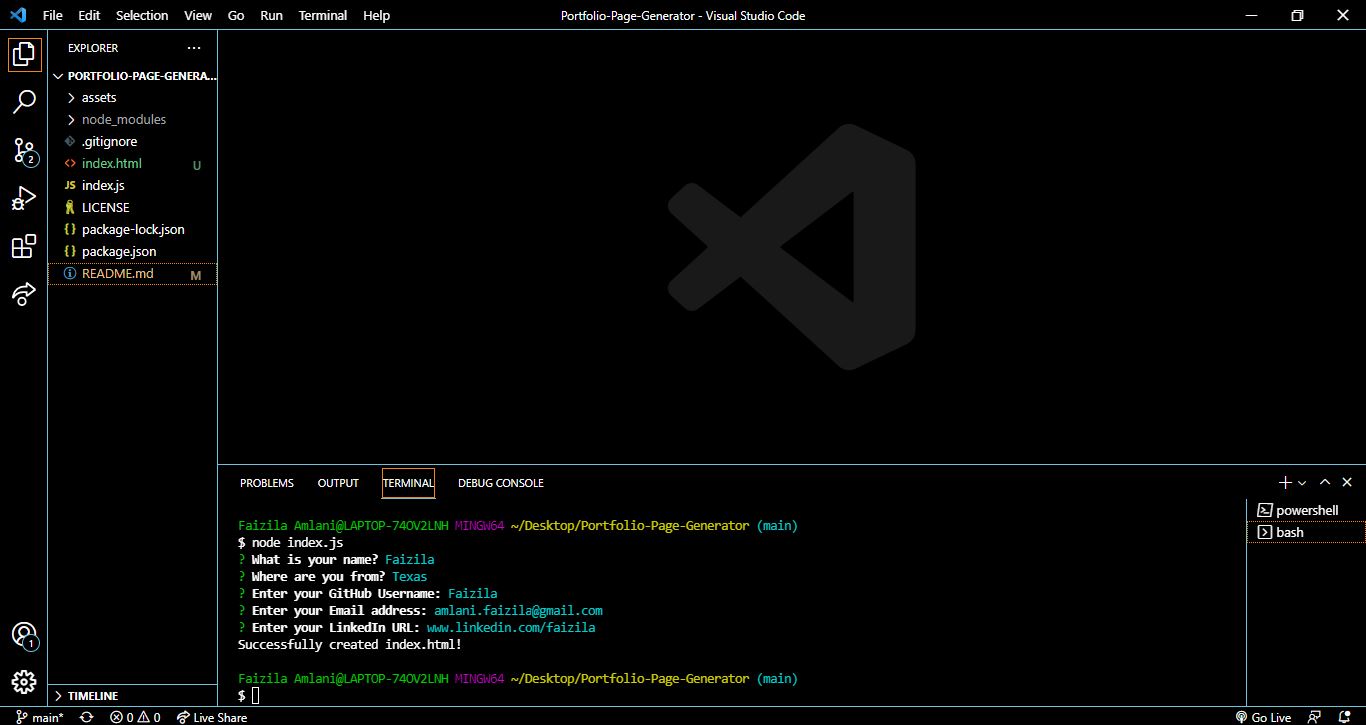 File Edit Selection View Go Run Terminal Help
Portfolio-Page-Generator - Visual Studio Code
EXPLORER
PORTFOLIO-PAGE-GENERA...
assets
node_modules
.gitignore
index.html U
JS index.js
LICENSE
{} package-lock.json
{} package.json
README.md M
2
1
TIMELINE
PROBLEMS OUTPUT TERMINAL DEBUG CONSOLE
Faizila Amlani@LAPTOP-74OV2LNH MINGW64 ~/Desktop/Portfolio-Page-Generator (main)
$ node index.js
? What is your name? Faizila
? Where are you from? Texas
? Enter your GitHub Username: Faizila
? Enter your Email address: amlani.faizila@gmail.com
? Enter your LinkedIn URL: www.linkedin.com/faizila
Successfully created index.html!
Faizila Amlani@LAPTOP-74OV2LNH MINGW64 ~/Desktop/Portfolio-Page-Generator (main)
$
powershell
bash
main* 0 0 Live Share
Go Live